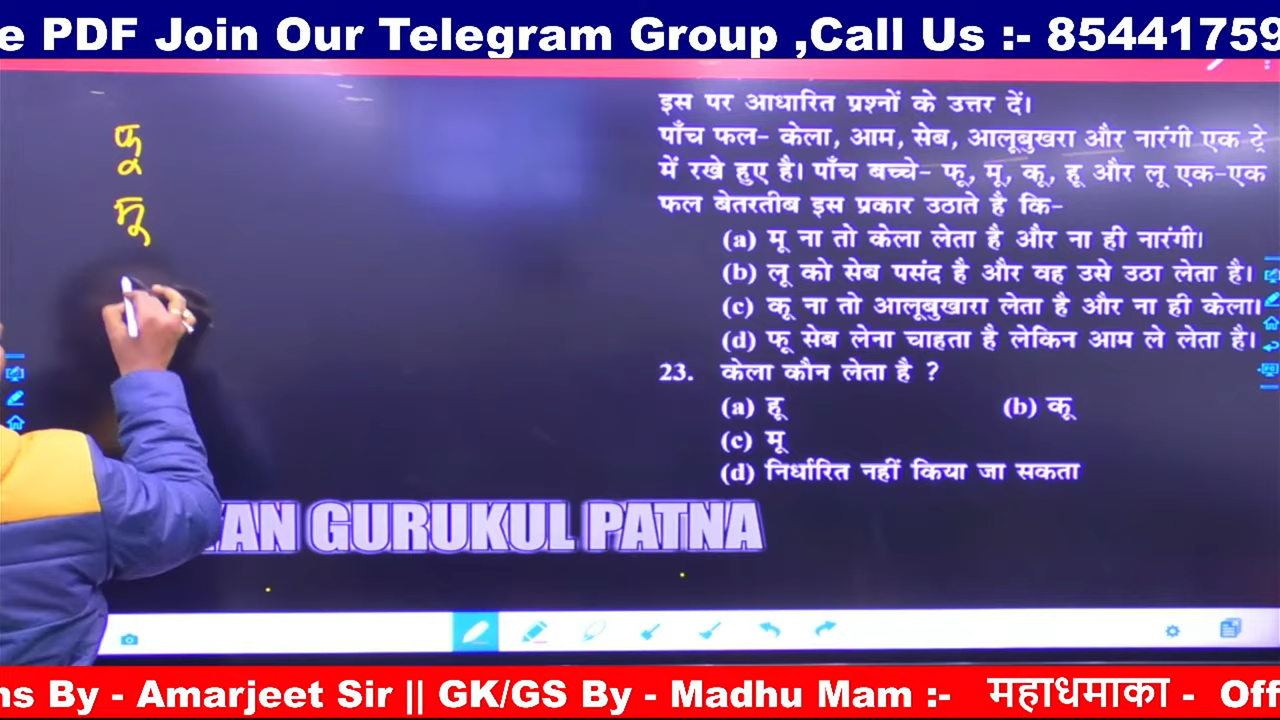 e PDF Join Our Telegram Group ,Call Us :- 85441759
फू
मू
इस पर आधारित प्रश्नों के उत्तर दें।
पाँच फल- केला, आम, सेब, आलूबुखरा और नारंगी एक ट्रे
में रखे हुए है। पाँच बच्चे- फू, मू, कू, हू और लू एक-एक
फल बेतरतीब इस प्रकार उठाते है कि-
(a) मू ना तो केला लेता है और ना ही नारंगी।
(b) लू को सेब पसंद है और वह उसे उठा लेता है।
(c) कू ना तो आलूबुखारा लेता है और ना ही केला।
(d) फू सेब लेना चाहता है लेकिन आम ले लेता है।
23. केला कौन लेता है ?
(a) हू (b) कू
(c) मू
(d) निर्धारित नहीं किया जा सकता
AN GURUKUL PATNA
ns By - Amarjeet Sir || GK/GS By - Madhu Mam :- महाधमाका - Off